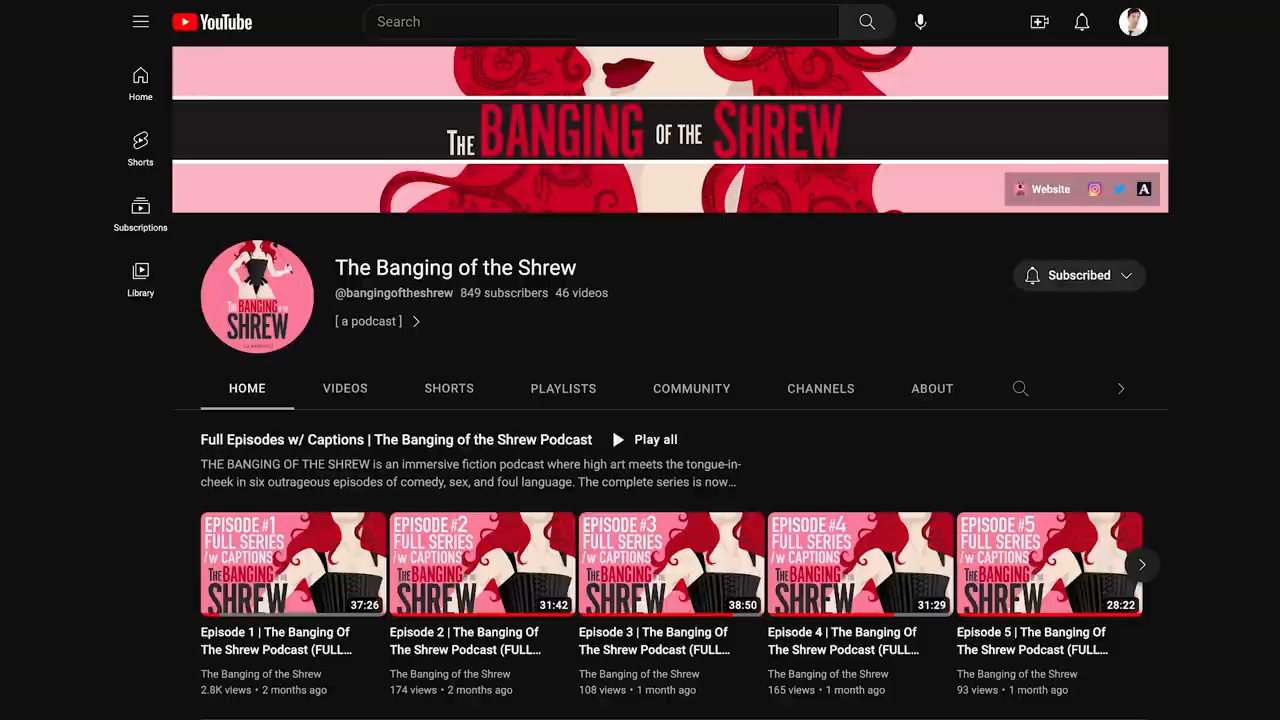 YouTube
Search
Home
Shorts
Subscriptions
Library
THE BANGING OF THE SHREW
Website
THE BANGING OF THE
SHREW
The Banging of the Shrew
@bangingoftheshrew 849 subscribers 46 videos
[ a podcast ]
Subscribed
HOME VIDEOS SHORTS PLAYLISTS COMMUNITY CHANNELS ABOUT
Full Episodes w/ Captions | The Banging of the Shrew Podcast Play all
THE BANGING OF THE SHREW is an immersive fiction podcast where high art meets the tongue-in-
cheek in six outrageous episodes of comedy, sex, and foul language. The complete series is now...
EPISODE #1
FULL SERIES
/W CAPTIONS
THE BANGING OF THE
SHREW
37:26
Episode 1 | The Banging Of
The Shrew Podcast (FULL...
The Banging of the Shrew
2.8K views • 2 months ago
EPISODE #2
FULL SERIES
/W CAPTIONS
THE BANGING OF THE
SHREW
31:42
Episode 2 | The Banging Of
The Shrew Podcast (FULL...
The Banging of the Shrew
174 views • 2 months ago
EPISODE #3
FULL SERIES
/W CAPTIONS
THE BANGING OF THE
SHREW
38:50
Episode 3 | The Banging Of
The Shrew Podcast (FULL...
The Banging of the Shrew
108 views • 1 month ago
EPISODE #4
FULL SERIES
/W CAPTIONS
THE BANGING OF THE
SHREW
31:29
Episode 4 | The Banging Of
The Shrew Podcast (FULL...
The Banging of the Shrew
165 views • 1 month ago
EPISODE #5
FULL SERIES
/W CAPTIONS
THE BANGING OF THE
SHREW
28:22
Episode 5 | The Banging Of
The Shrew Podcast (FULL...
The Banging of the Shrew
93 views • 1 month ago